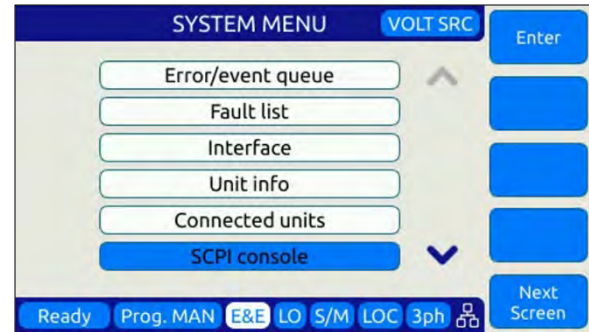 SYSTEM MENU
VOLT SRC
Enter
Error/event queue
Fault list
Interface
Unit info
Connected units
SCPI console
Next
Screen
Ready
Prog. MAN
E&E
LO
S/M
LOC
3ph